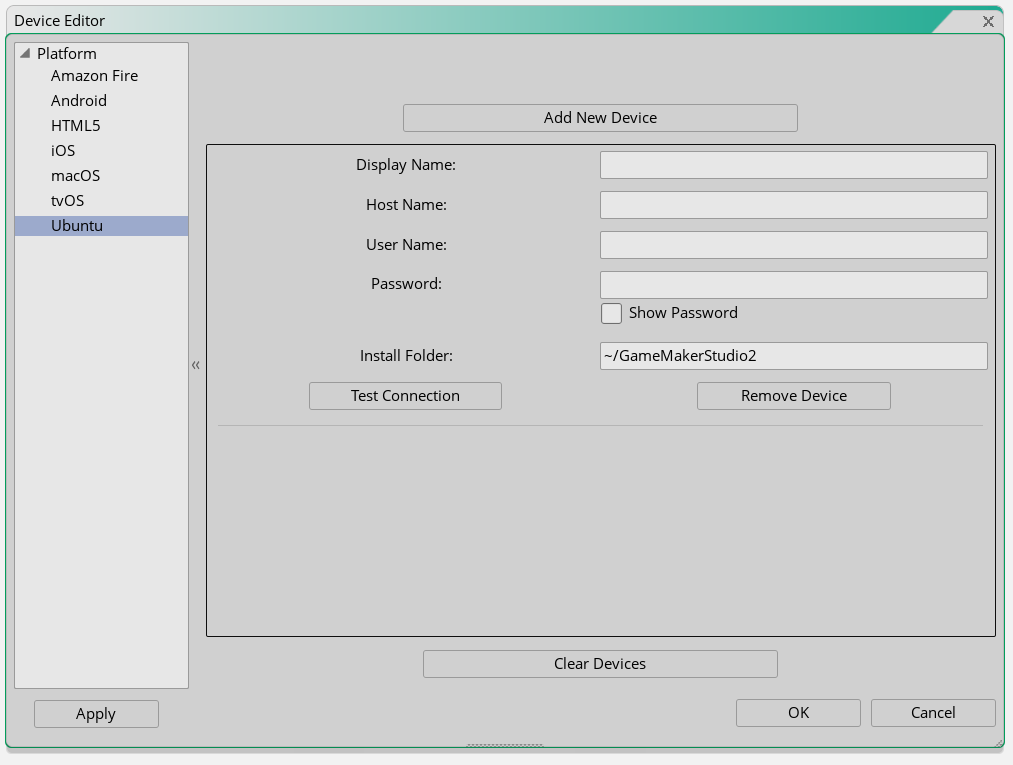 Device Editor
Platform
Amazon Fire
Android
HTML5
iOS
macOS
tvOS
Ubuntu
Add New Device
Display Name:
Host Name:
User Name:
Password:
Show Password
Install Folder: ~/GameMakerStudio2
Test Connection Remove Device
Clear Devices
Apply OK Cancel